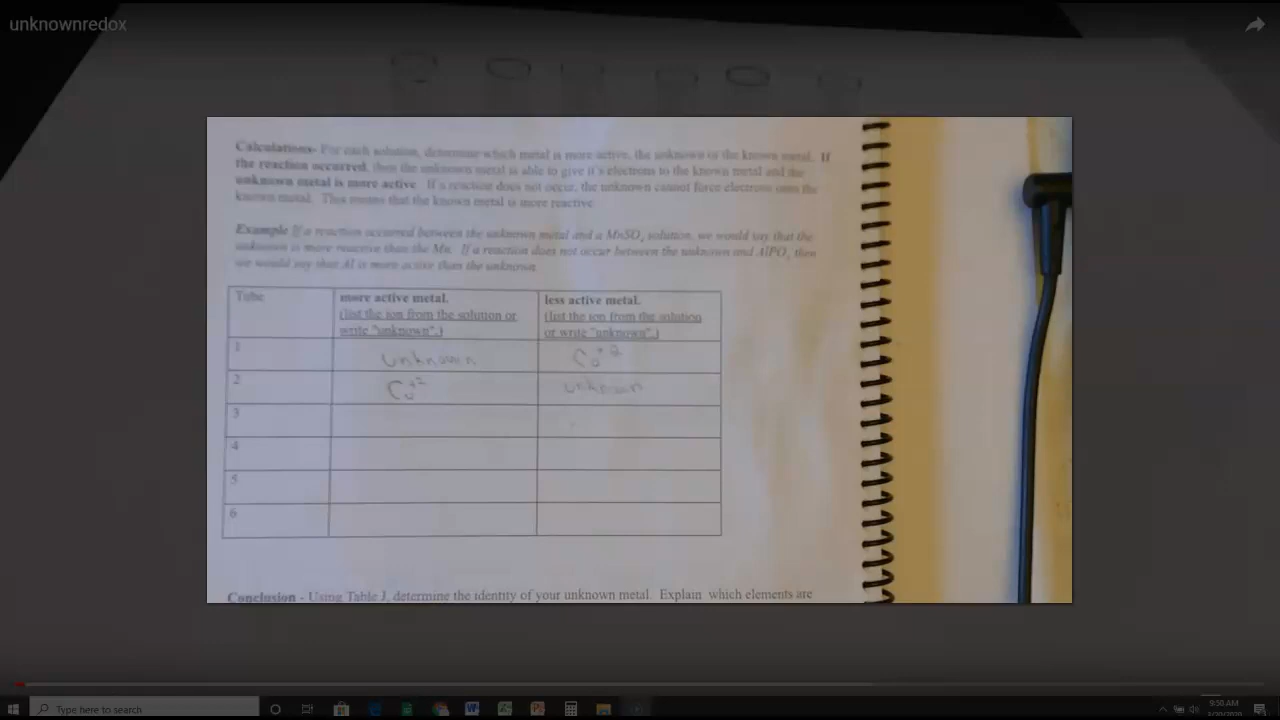 unknownredox
Calculations- For each solution, determine which metal is more active, the unknown or the known metal. If
the reaction occurred, then the unknown metal is able to give it's electrons to the known metal and the
unknown metal is more active. If a reaction does not occur, the unknown cannot force electrons onto the
known metal. This means that the known metal is more reactive.
Example If a reaction occurred between the unknown metal and a MnSO4 solution, we would say that the
unknown is more reactive than the Mn. If a reaction does not occur between the unknown and AlPO4 then
we would say that Al is more active than the unknown.
Tube
more active metal.
(list the ion from the solution or
write "unknown".)
less active metal.
(list the ion from the solution
or write "unknown".)
1
unknown
2
unknown
3
4
5
6
Conclusion - Using Table J, determine the identity of your unknown metal. Explain which elements are
Type here to search
9:50 AM